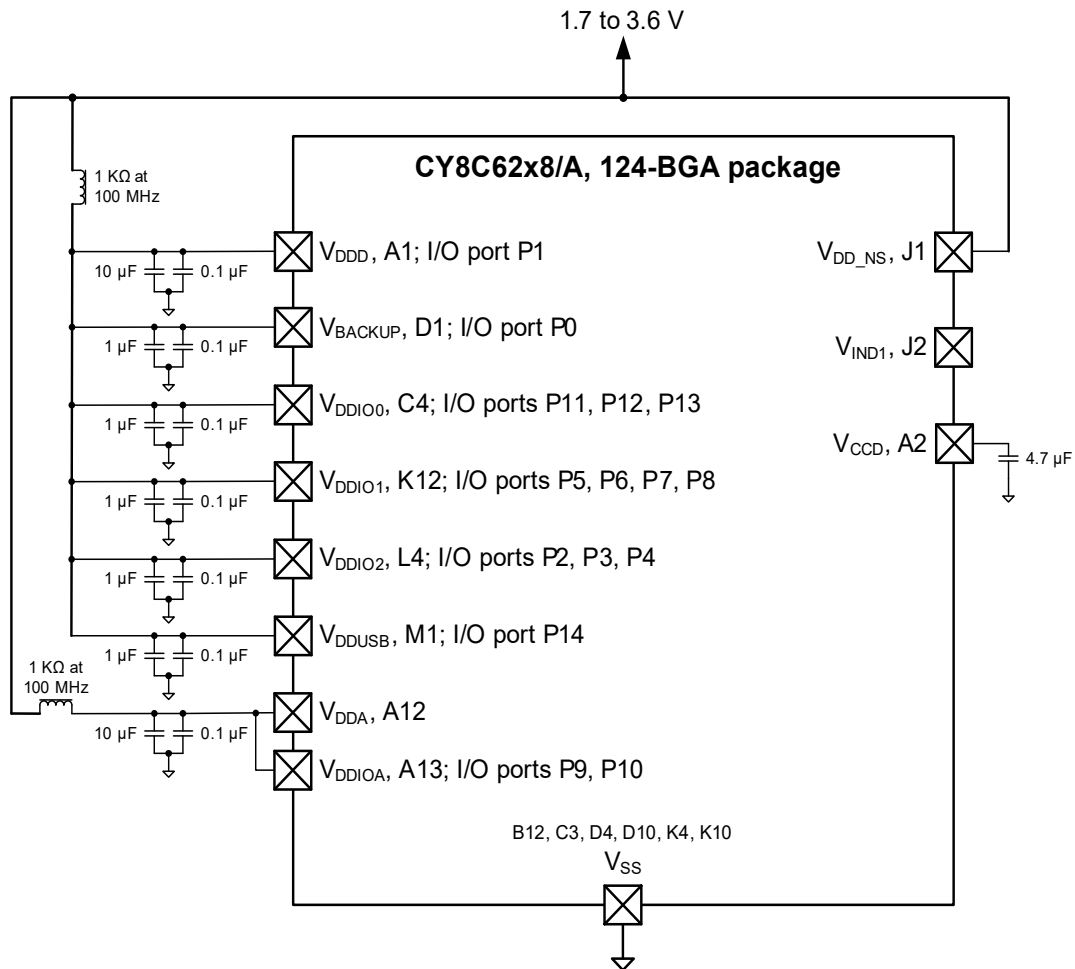 1.7 to 3.6 V
CY8C62x8/A, 124-BGA package
1 KΩ at
100 MHz
10 µF
0.1 µF
VDDD, A1; I/O port P1
VDD_NS, J1
1 µF
0.1 µF
VBACKUP, D1; I/O port P0
VIND1, J2
1 µF
0.1 µF
VDDIO0, C4; I/O ports P11, P12, P13
VCCD, A2
4.7 µF
1 µF
0.1 µF
VDDIO1, K12; I/O ports P5, P6, P7, P8
1 µF
0.1 µF
VDDIO2, L4; I/O ports P2, P3, P4
1 µF
0.1 µF
VDDUSB, M1; I/O port P14
1 KΩ at
100 MHz
10 µF
0.1 µF
VDDA, A12
VDDIOA, A13; I/O ports P9, P10
B12, C3, D4, D10, K4, K10
VSS